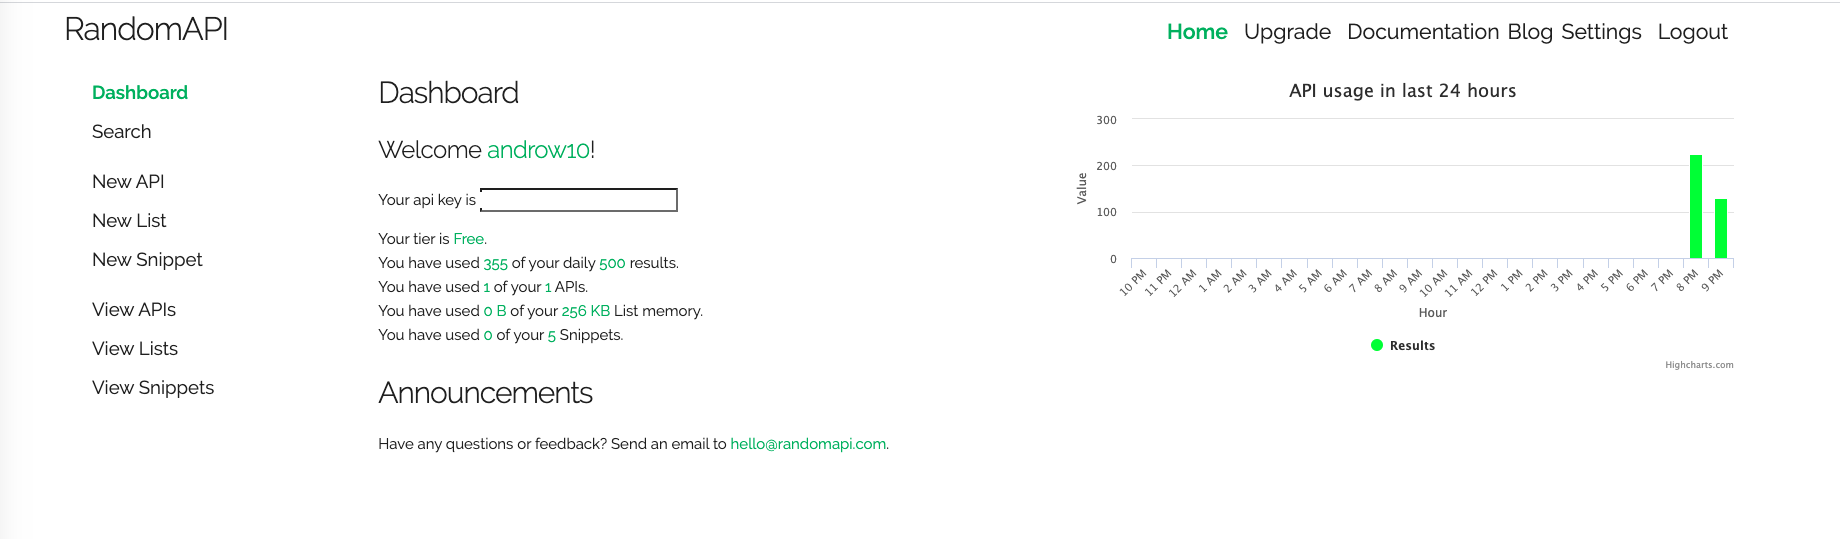 RandomAPI
Home Upgrade Documentation Blog Settings Logout
Dashboard
Search
New API
New List
New Snippet
View APIs
View Lists
View Snippets
Dashboard
Welcome androw10!
Your api key is
Your tier is Free.
You have used 355 of your daily 500 results.
You have used 1 of your 1 APIs.
You have used 0 B of your 256 KB List memory.
You have used 0 of your 5 Snippets.
Announcements
Have any questions or feedback? Send an email to hello@randomapi.com.
API usage in last 24 hours
Value
300
200
100
0
10 PM 11 PM 12 AM 1 AM 2 AM 3 AM 4 AM 5 AM 6 AM 7 AM 8 AM 9 AM 10 AM 11 AM 12 PM 1 PM 2 PM 3 PM 4 PM 5 PM 6 PM 7 PM 8 PM 9 PM
Hour
Results
Highcharts.com